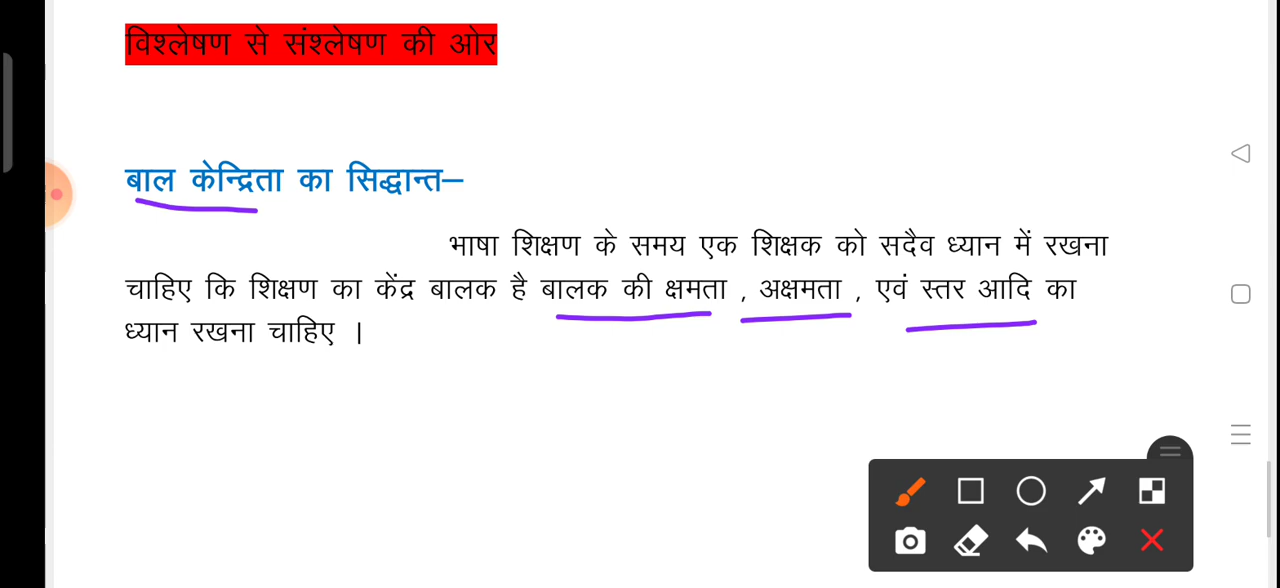 विश्लेषण से संश्लेषण की ओर
बाल केन्द्रिता का सिद्धान्त–
भाषा शिक्षण के समय एक शिक्षक को सदैव ध्यान में रखना
चाहिए कि शिक्षण का केंद्र बालक है बालक की क्षमता , अक्षमता , एवं स्तर आदि का
ध्यान रखना चाहिए ।